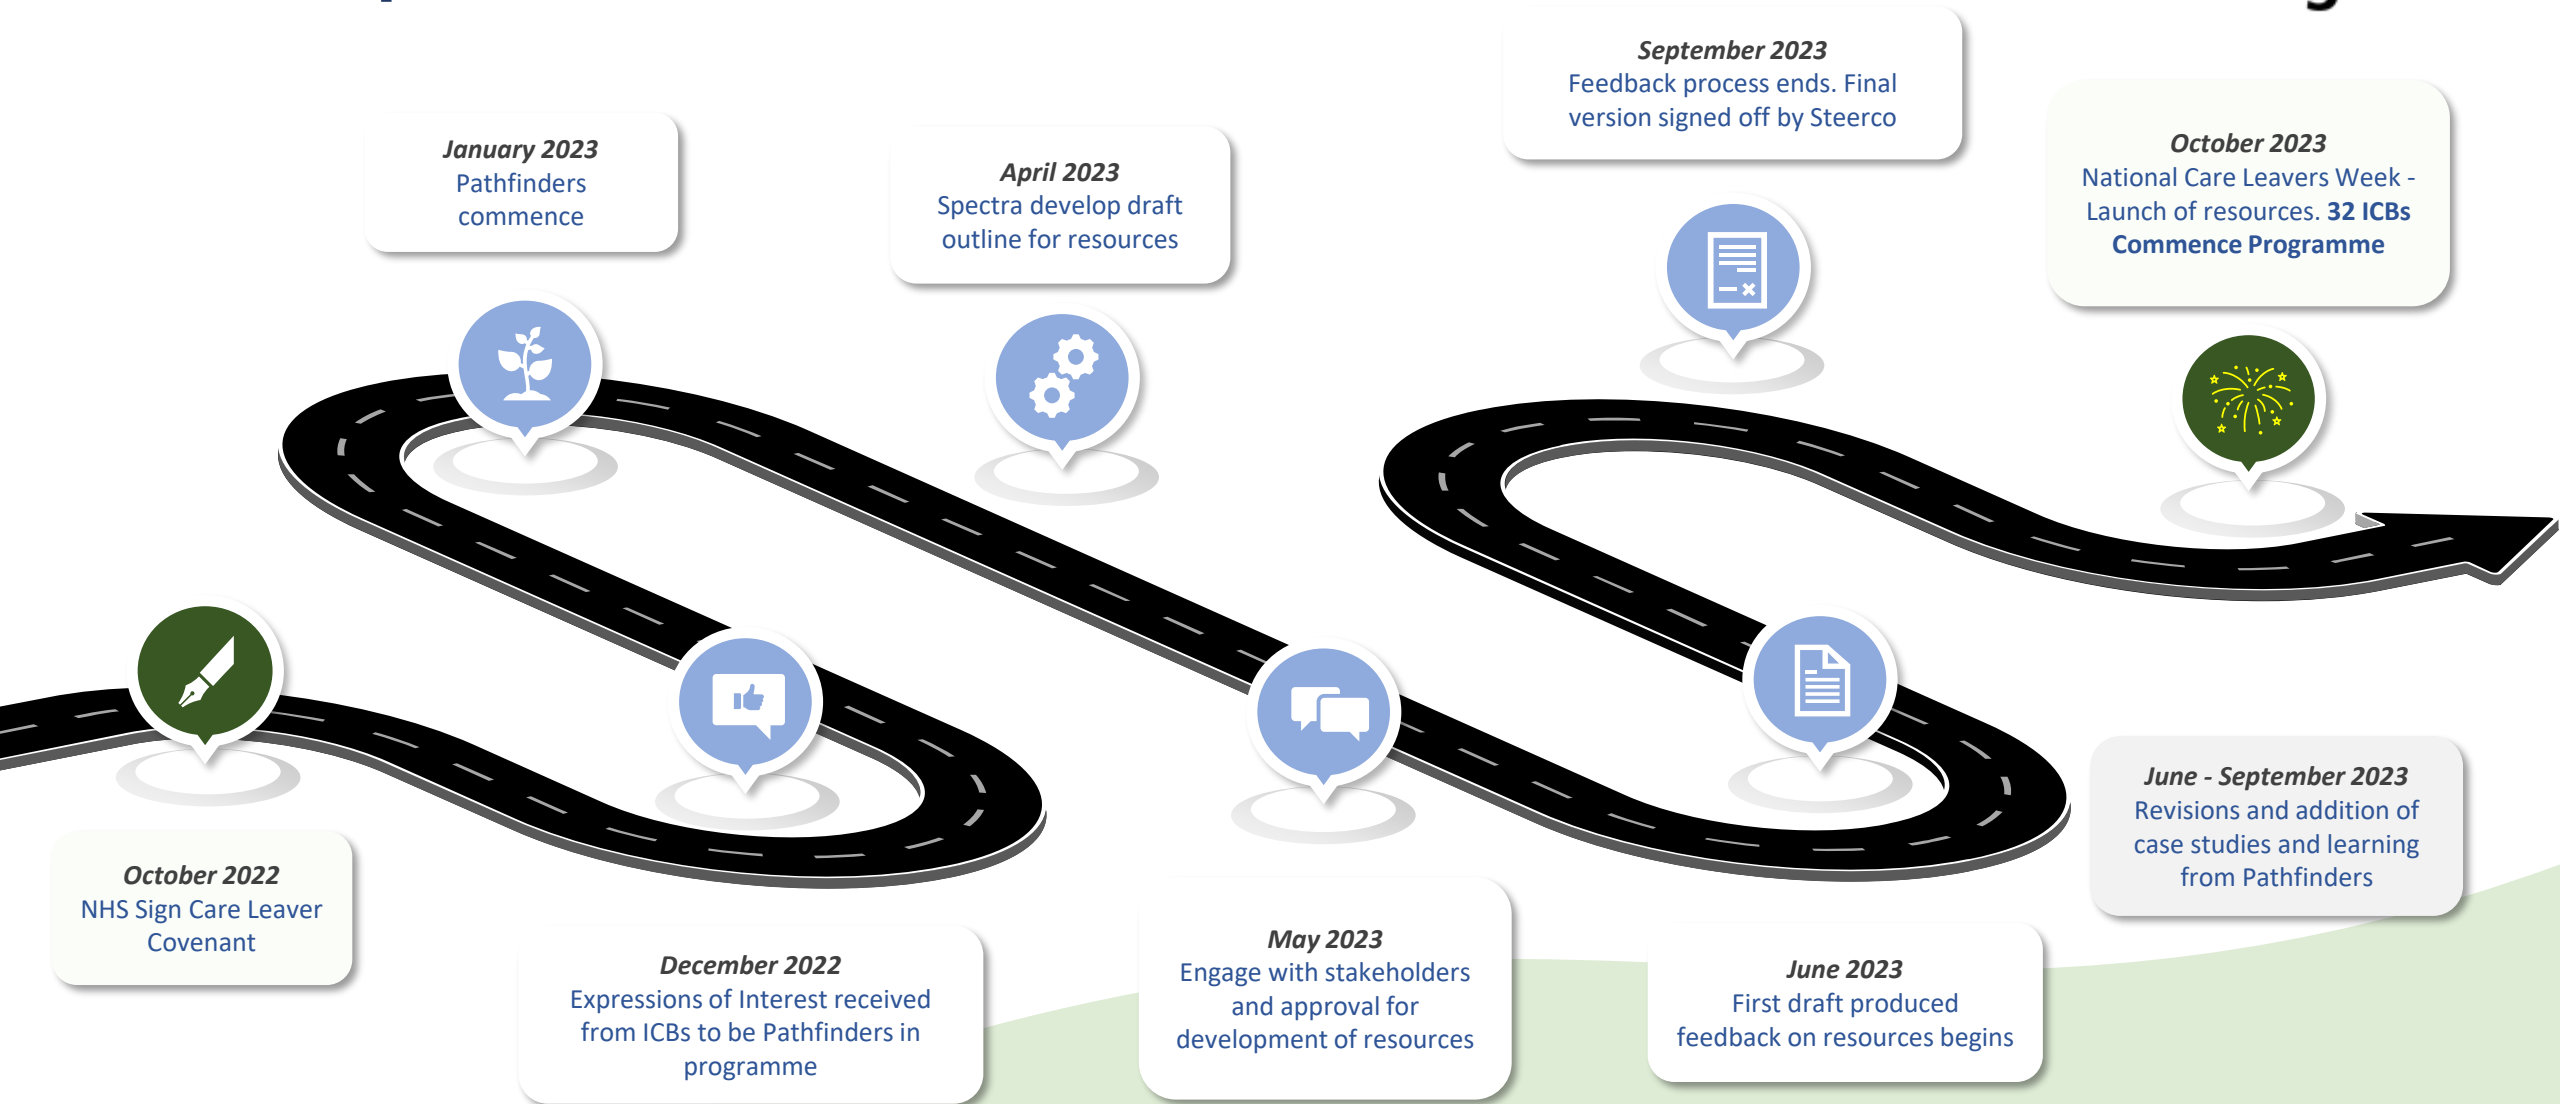 October 2022
NHS Sign Care Leaver
Covenant
December 2022
Expressions of Interest received
from ICBs to be Pathfinders in
programme
January 2023
Pathfinders
commence
April 2023
Spectra develop draft
outline for resources
May 2023
Engage with stakeholders
and approval for
development of resources
June 2023
First draft produced
feedback on resources begins
June - September 2023
Revisions and addition of
case studies and learning
from Pathfinders
September 2023
Feedback process ends. Final
version signed off by Steerco
October 2023
National Care Leavers Week -
Launch of resources. 32 ICBs
Commence Programme